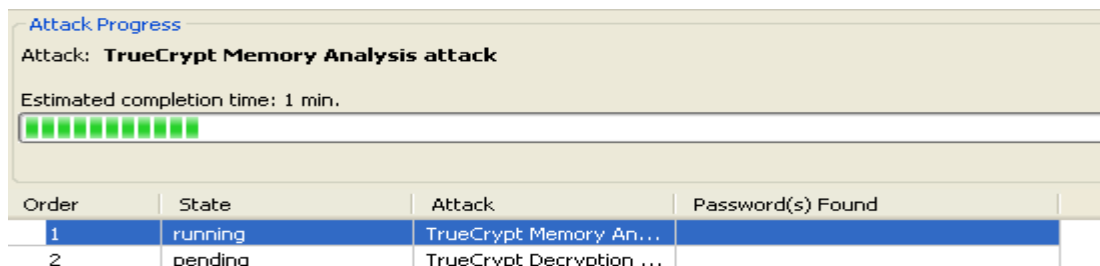 Attack Progress
Attack: TrueCrypt Memory Analysis attack
Estimated completion time: 1 min.
Order State Attack Password(s) Found
1 running TrueCrypt Memory An...
2 pending TrueCrypt Decryption ...